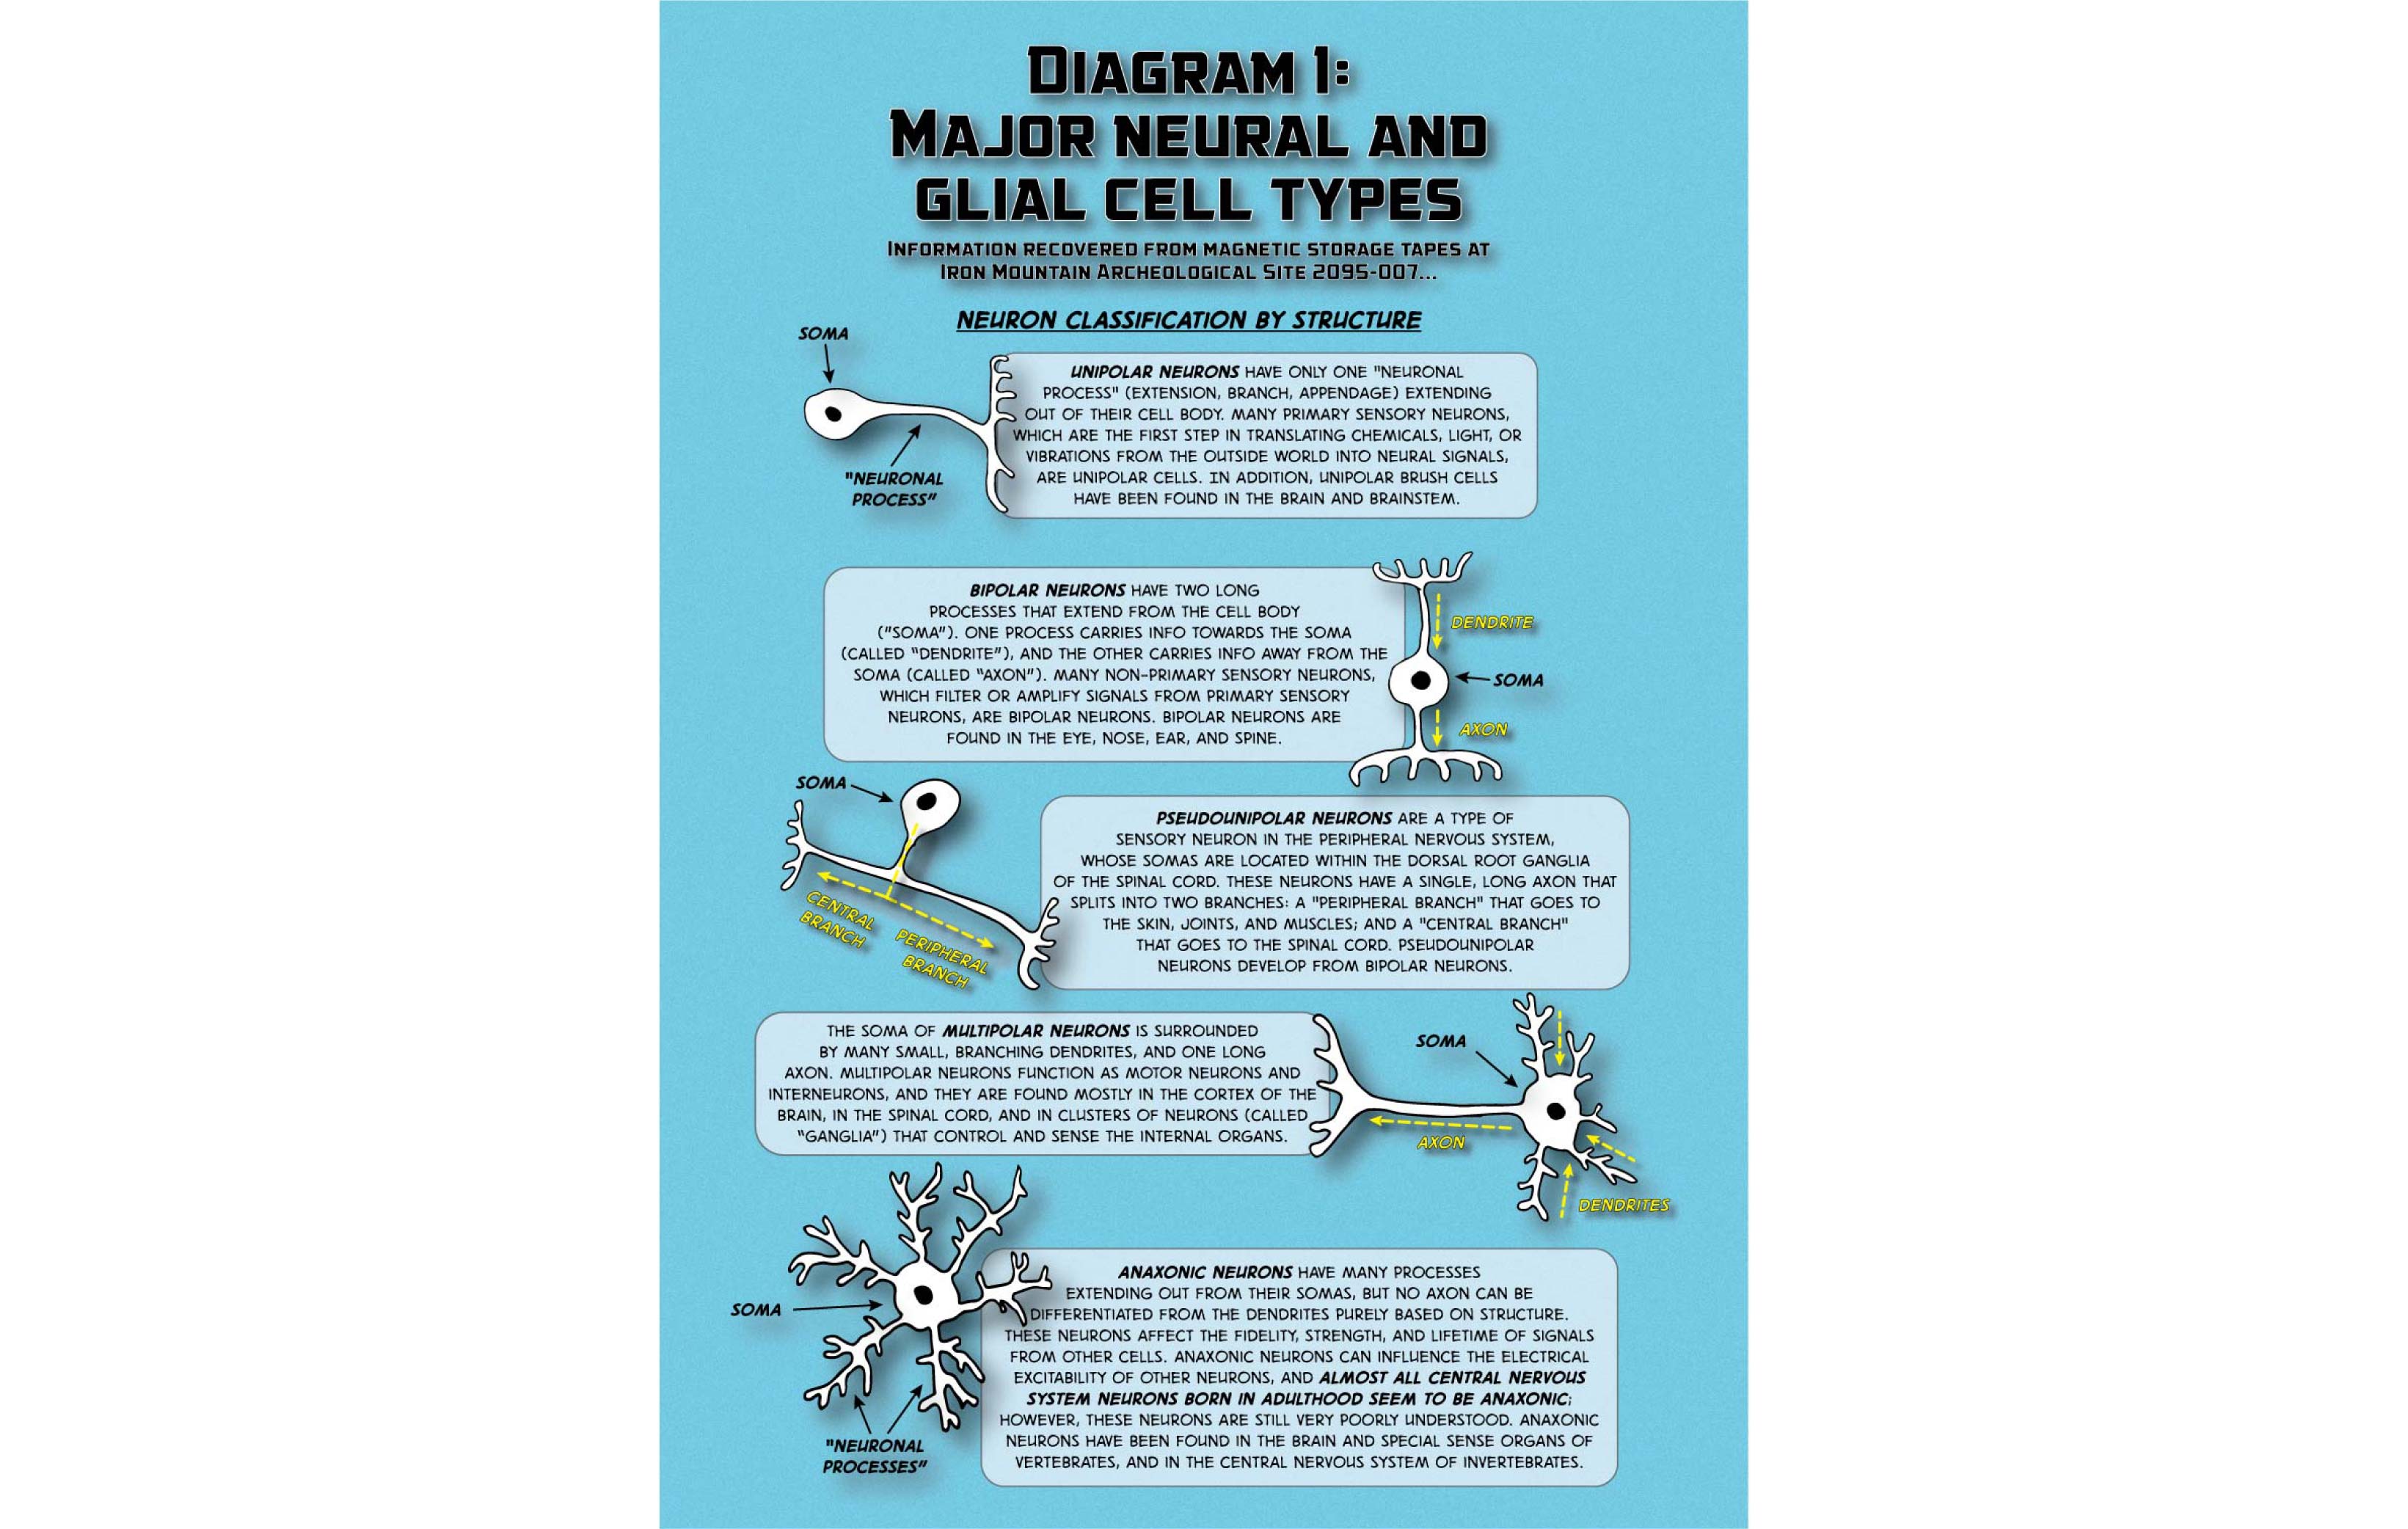 DIAGRAM 1:
MAJOR NEURAL AND
GLIAL CELL TYPES
INFORMATION RECOVERED FROM MAGNETIC STORAGE TAPES AT
IRON MOUNTAIN ARCHEOLOGICAL SITE 2095-007...
NEURON CLASSIFICATION BY STRUCTURE
SOMA
"NEURONAL
PROCESS"
UNIPOLAR NEURONS HAVE ONLY ONE "NEURONAL
PROCESS" (EXTENSION, BRANCH, APPENDAGE) EXTENDING
OUT OF THEIR CELL BODY. MANY PRIMARY SENSORY NEURONS,
WHICH ARE THE FIRST STEP IN TRANSLATING CHEMICALS, LIGHT, OR
VIBRATIONS FROM THE OUTSIDE WORLD INTO NEURAL SIGNALS,
ARE UNIPOLAR CELLS. IN ADDITION, UNIPOLAR BRUSH CELLS
HAVE BEEN FOUND IN THE BRAIN AND BRAINSTEM.
BIPOLAR NEURONS HAVE TWO LONG
PROCESSES THAT EXTEND FROM THE CELL BODY
("SOMA"). ONE PROCESS CARRIES INFO TOWARDS THE SOMA
(CALLED "DENDRITE"), AND THE OTHER CARRIES INFO AWAY FROM THE
SOMA (CALLED "AXON"). MANY NON-PRIMARY SENSORY NEURONS,
WHICH FILTER OR AMPLIFY SIGNALS FROM PRIMARY SENSORY
NEURONS, ARE BIPOLAR NEURONS. BIPOLAR NEURONS ARE
FOUND IN THE EYE, NOSE, EAR, AND SPINE.
DENDRITE
SOMA
AXON
SOMA
CENTRAL
BRANCH
PERIPHERAL
BRANCH
PSEUDOUNIPOLAR NEURONS ARE A TYPE OF
SENSORY NEURON IN THE PERIPHERAL NERVOUS SYSTEM,
WHOSE SOMAS ARE LOCATED WITHIN THE DORSAL ROOT GANGLIA
OF THE SPINAL CORD. THESE NEURONS HAVE A SINGLE, LONG AXON THAT
SPLITS INTO TWO BRANCHES: A "PERIPHERAL BRANCH" THAT GOES TO
THE SKIN, JOINTS, AND MUSCLES; AND A "CENTRAL BRANCH"
THAT GOES TO THE SPINAL CORD. PSEUDOUNIPOLAR
NEURONS DEVELOP FROM BIPOLAR NEURONS.
THE SOMA OF MULTIPOLAR NEURONS IS SURROUNDED
BY MANY SMALL, BRANCHING DENDRITES, AND ONE LONG
AXON. MULTIPOLAR NEURONS FUNCTION AS MOTOR NEURONS AND
INTERNEURONS, AND THEY ARE FOUND MOSTLY IN THE CORTEX OF THE
BRAIN, IN THE SPINAL CORD, AND IN CLUSTERS OF NEURONS (CALLED
"GANGLIA") THAT CONTROL AND SENSE THE INTERNAL ORGANS.
SOMA
AXON
DENDRITES
SOMA
"NEURONAL
PROCESSES"
ANAXONIC NEURONS HAVE MANY PROCESSES
EXTENDING OUT FROM THEIR SOMAS, BUT NO AXON CAN BE
DIFFERENTIATED FROM THE DENDRITES PURELY BASED ON STRUCTURE.
THESE NEURONS AFFECT THE FIDELITY, STRENGTH, AND LIFETIME OF SIGNALS
FROM OTHER CELLS. ANAXONIC NEURONS CAN INFLUENCE THE ELECTRICAL
EXCITABILITY OF OTHER NEURONS, AND ALMOST ALL CENTRAL NERVOUS
SYSTEM NEURONS BORN IN ADULTHOOD SEEM TO BE ANAXONIC;
HOWEVER, THESE NEURONS ARE STILL VERY POORLY UNDERSTOOD. ANAXONIC
NEURONS HAVE BEEN FOUND IN THE BRAIN AND SPECIAL SENSE ORGANS OF
VERTEBRATES, AND IN THE CENTRAL NERVOUS SYSTEM OF INVERTEBRATES.